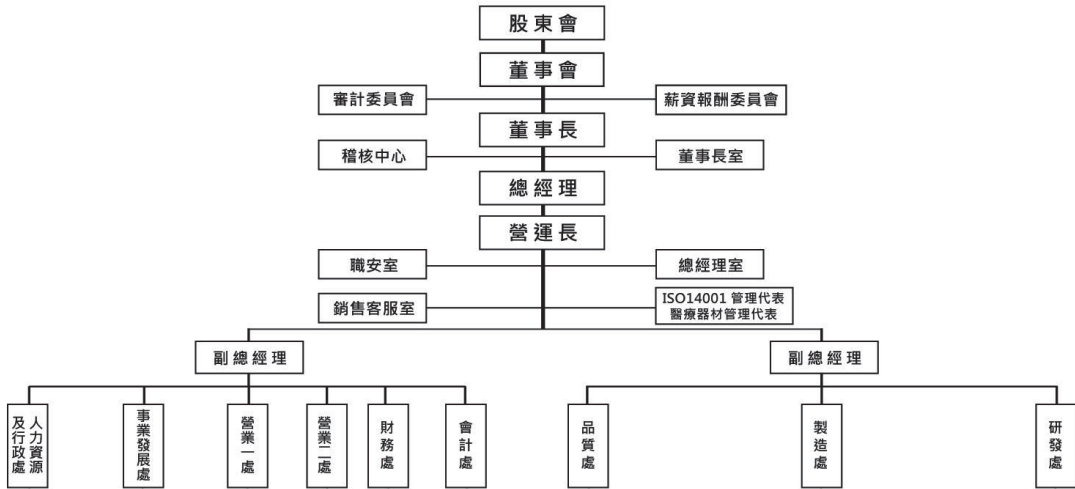 股東會
董事會
審計委員會
薪資報酬委員會
董事長
稽核中心
董事長室
總經理
營運長
職安室
總經理室
銷售客服室
ISO14001 管理代表
醫療器材管理代表
副總經理
副總經理
人力資源
及行政處
事業發展處
營業一處
營業二處
財務處
會計處
品質處
製造處
研發處